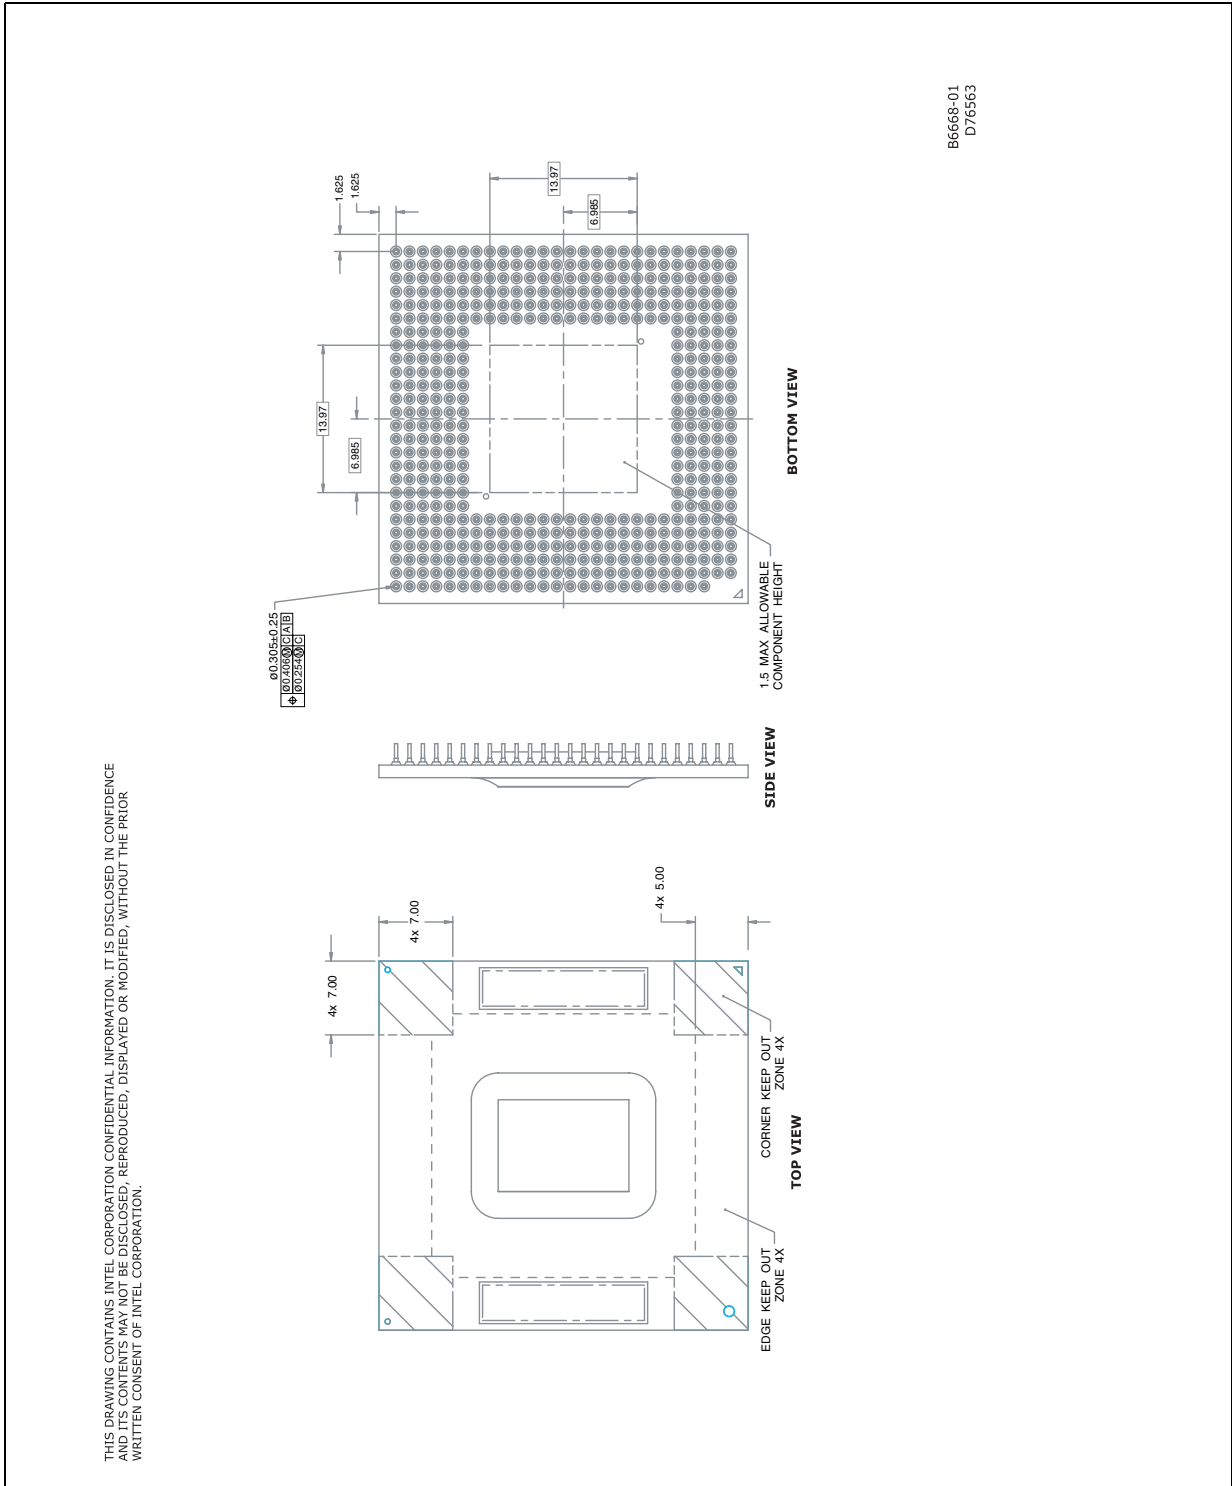 THIS DRAWING CONTAINS INTEL CORPORATION CONFIDENTIAL INFORMATION. IT IS DISCLOSED IN CONFIDENCE
AND ITS CONTENTS MAY NOT BE DISCLOSED, REPRODUCED, DISPLAYED OR MODIFIED, WITHOUT THE PRIOR
WRITTEN CONSENT OF INTEL CORPORATION.
4x 7.00
4x 7.00
4x 5.00
EDGE KEEP OUT
ZONE 4X
CORNER KEEP OUT
ZONE 4X
TOP VIEW
SIDE VIEW
ø0.305±0.25
Ø0.406ⓂCAB
Ø0.254ⓂC
13.97
6.985
1.625
1.625
13.97
6.985
1.5 MAX ALLOWABLE
COMPONENT HEIGHT
BOTTOM VIEW
B6668-01
D76563